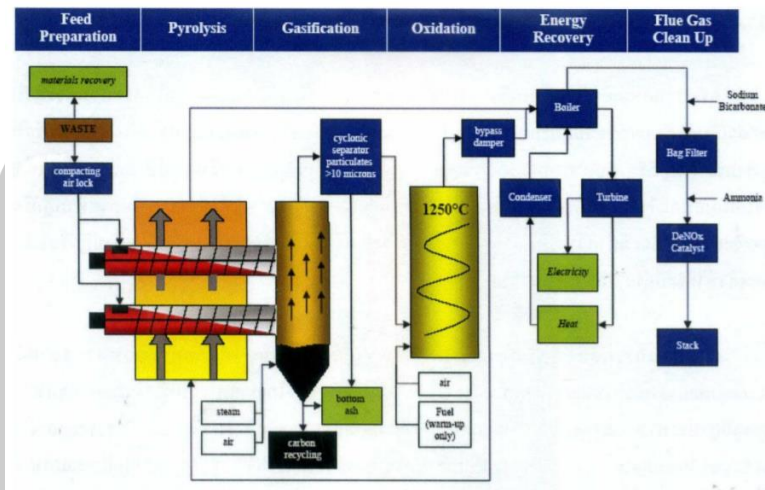 Feed
Preparation
Pyrolysis
Gasification
Oxidation
Energy
Recovery
Flue Gas
Clean Up
materials recovery
WASTE
compacting
air lock
cyclonic
separator
particulates
>10 microns
bypass
damper
Boiler
Sodium
Bicarbonate
Bag Filter
1250°C
Condenser
Turbine
Ammonia
DeNOx
Catalyst
Electricity
Heat
Stack
steam
air
bottom
ash
carbon
recycling
air
Fuel
(warm-up
only)